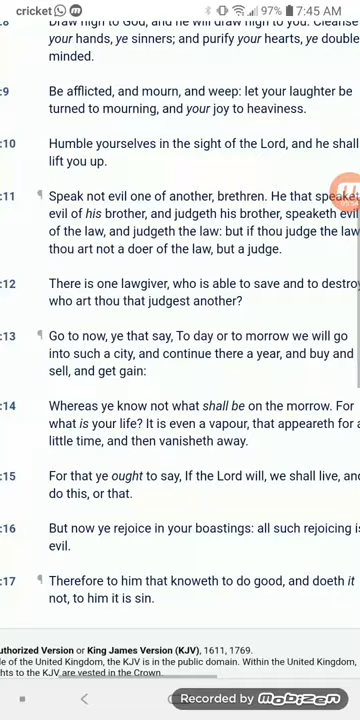 cricket 97% 7:45 AM
:8 Draw nigh to God, and he will draw nigh to you. Cleanse
your hands, ye sinners; and purify your hearts, ye double
minded.
:9 Be afflicted, and mourn, and weep: let your laughter be
turned to mourning, and your joy to heaviness.
:10 Humble yourselves in the sight of the Lord, and he shall
lift you up.
:11 ¶ Speak not evil one of another, brethren. He that speaket
evil of his brother, and judgeth his brother, speaketh evil
of the law, and judgeth the law: but if thou judge the law
thou art not a doer of the law, but a judge.
:12 There is one lawgiver, who is able to save and to destro
who art thou that judgest another?
:13 ¶ Go to now, ye that say, To day or to morrow we will go
into such a city, and continue there a year, and buy and
sell, and get gain:
:14 Whereas ye know not what shall be on the morrow. For
what is your life? It is even a vapour, that appeareth for a
little time, and then vanisheth away.
:15 For that ye ought to say, If the Lord will, we shall live, and
do this, or that.
:16 But now ye rejoice in your boastings: all such rejoicing is
evil.
:17 ¶ Therefore to him that knoweth to do good, and doeth it
not, to him it is sin.
uthorized Version or King James Version (KJV), 1611, 1769.
le of the United Kingdom, the KJV is in the public domain. Within the United Kingdom,
hts to the KJV are vested in the Crown.
Recorded by Mobizen